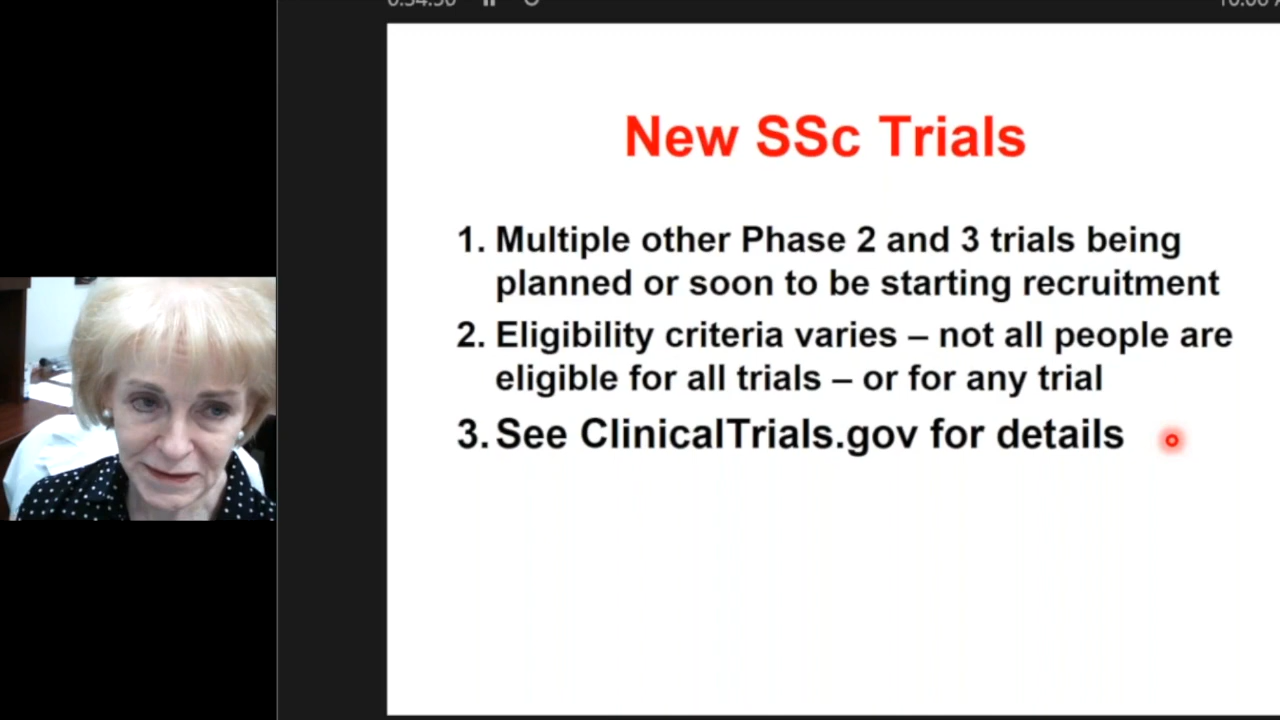 New SSc Trials
1. Multiple other Phase 2 and 3 trials being
planned or soon to be starting recruitment
2. Eligibility criteria varies – not all people are
eligible for all trials – or for any trial
3. See ClinicalTrials.gov for details